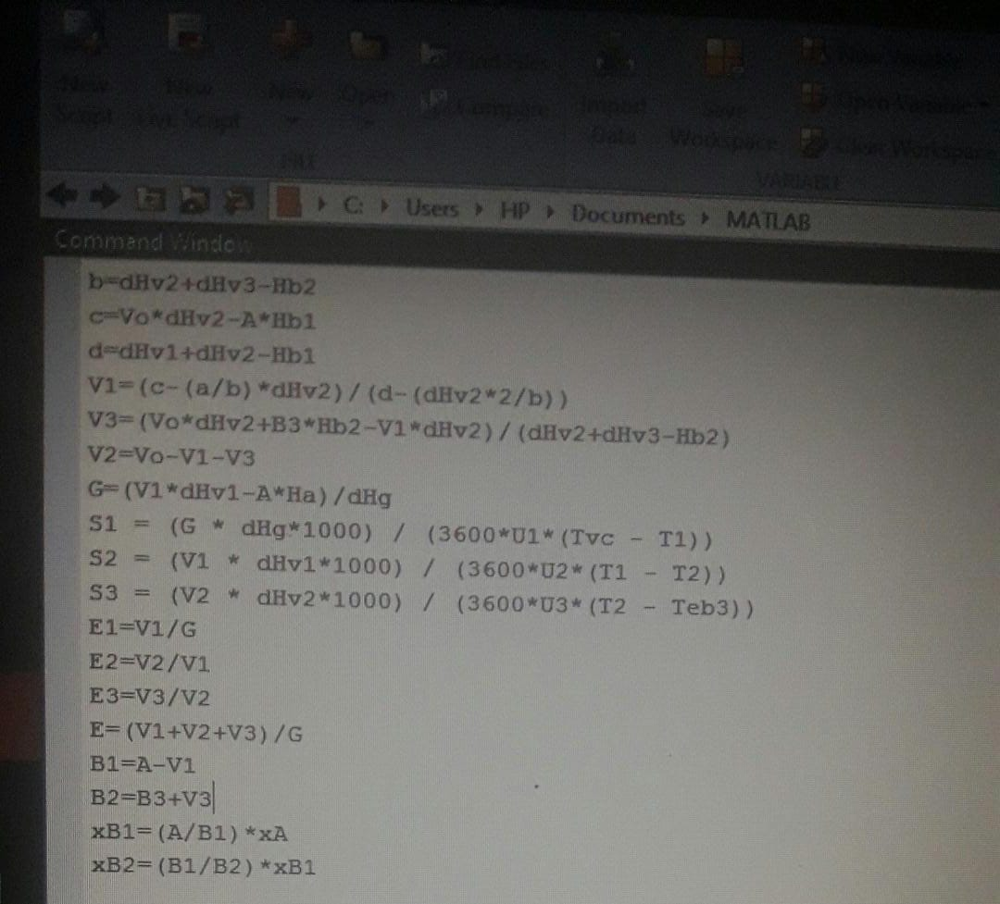 New Script
New Live Script
New
Open
Find Files
Compare
Import Data
Save Workspace
New Variable
Open Variable
Clear Workspace
FILE
VARIABLE
C: Users HP Documents MATLAB
Command Window
b=dHv2+dHv3-Hb2
c=Vo*dHv2-A*Hb1
d=dHv1+dHv2-Hb1
V1=(c-(a/b)*dHv2)/(d-(dHv2*2/b))
V3=(Vo*dHv2+B3*Hb2-V1*dHv2)/(dHv2+dHv3-Hb2)
V2=Vo-V1-V3
G=(V1*dHv1-A*Ha)/dHg
S1 = (G * dHg*1000) / (3600*U1*(Tvc - T1))
S2 = (V1 * dHv1*1000) / (3600*U2*(T1 - T2))
S3 = (V2 * dHv2*1000) / (3600*U3*(T2 - Teb3))
E1=V1/G
E2=V2/V1
E3=V3/V2
E=(V1+V2+V3)/G
B1=A-V1
B2=B3+V3
xB1=(A/B1)*xA
xB2=(B1/B2)*xB1